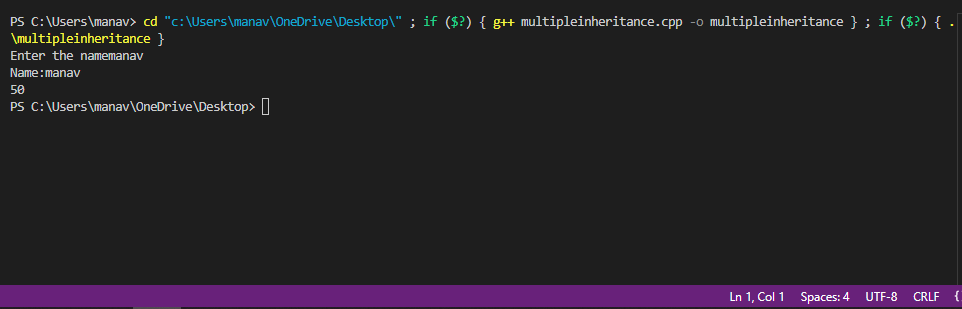 PS C:\Users\manav> cd "c:\Users\manav\OneDrive\Desktop\" ; if ($?) { g++ multipleinheritance.cpp -o multipleinheritance } ; if ($?) { .
\multipleinheritance }
Enter the namemanav
Name:manav
50
PS C:\Users\manav\OneDrive\Desktop>
Ln 1, Col 1 Spaces: 4 UTF-8 CRLF {